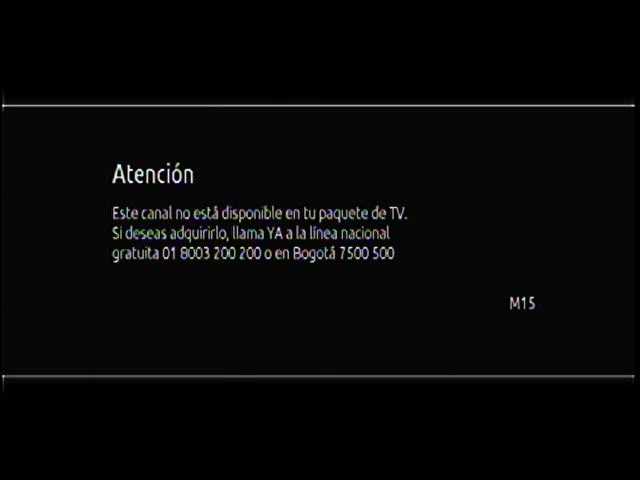 Atención
Este canal no está disponible en tu paquete de TV.
Si deseas adquirirlo, llama YA a la línea nacional
gratuita 01 8003 200 200 o en Bogotá 7500 500
M15